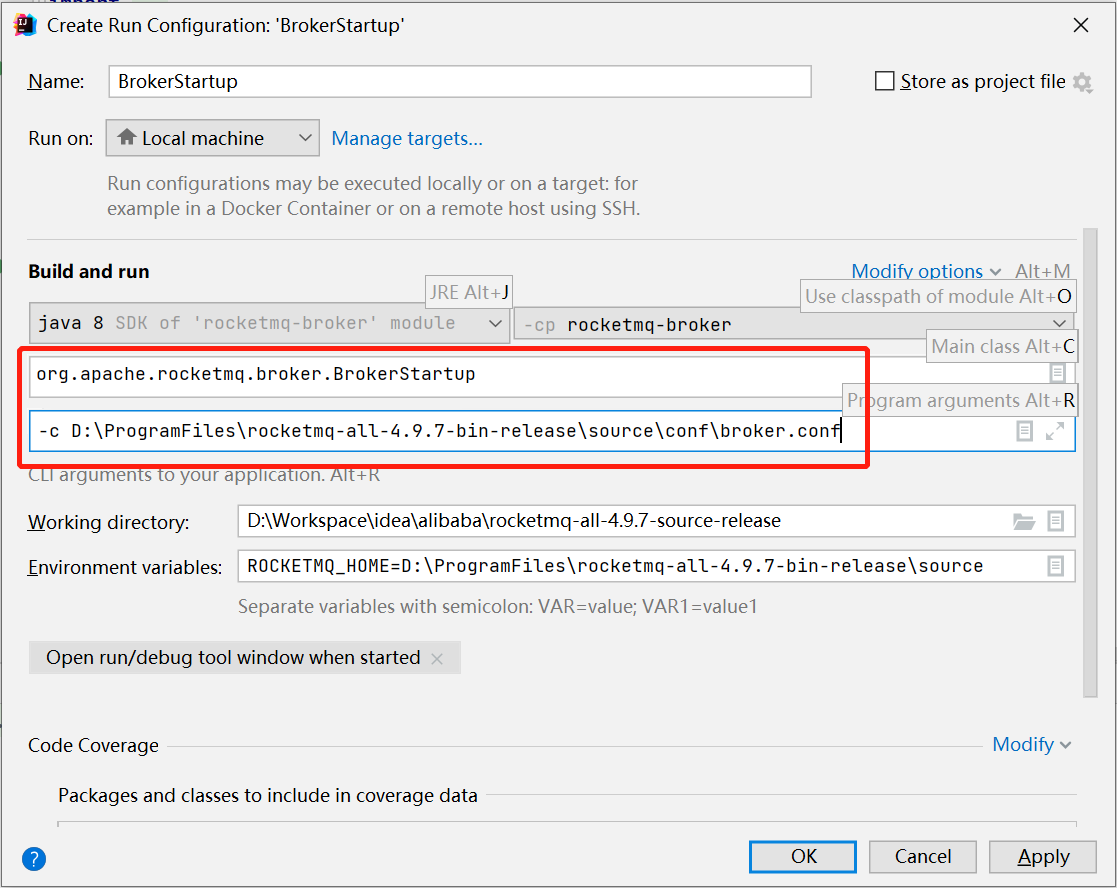 Create Run Configuration: 'BrokerStartup'
Name: BrokerStartup Store as project file
Run on: Local machine Manage targets...
Run configurations may be executed locally or on a target: for
example in a Docker Container or on a remote host using SSH.
Build and run Modify options Alt+M
JRE Alt+J Use classpath of module Alt+O
java 8 SDK of 'rocketmq-broker' module -cp rocketmq-broker
Main class Alt+C
org.apache.rocketmq.broker.BrokerStartup
Program arguments Alt+R
-c D:\ProgramFiles\rocketmq-all-4.9.7-bin-release\source\conf\broker.conf
CLI arguments to your application. Alt+R
Working directory: D:\Workspace\idea\alibaba\rocketmq-all-4.9.7-source-release
Environment variables: ROCKETMQ_HOME=D:\ProgramFiles\rocketmq-all-4.9.7-bin-release\source
Separate variables with semicolon: VAR=value; VAR1=value1
Open run/debug tool window when started
Code Coverage Modify
Packages and classes to include in coverage data
? OK Cancel Apply